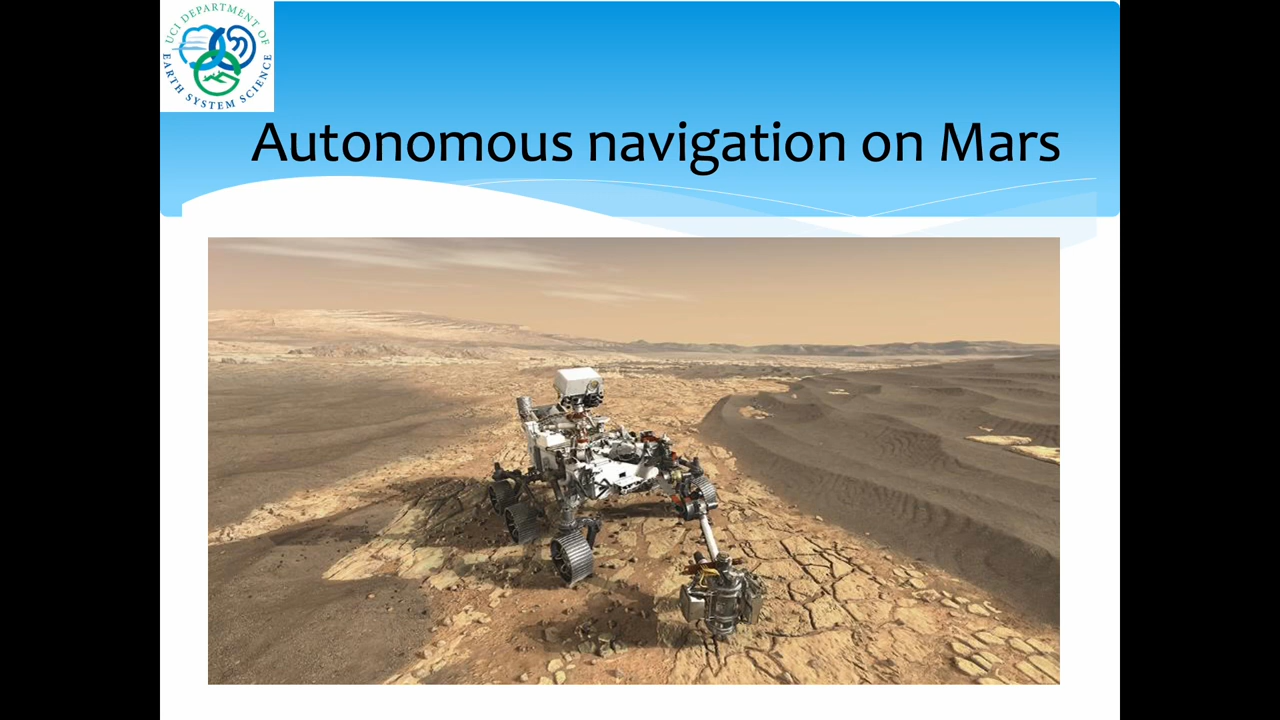 UCI DEPARTMENT OF
EARTH SYSTEM SCIENCE
Autonomous navigation on Mars